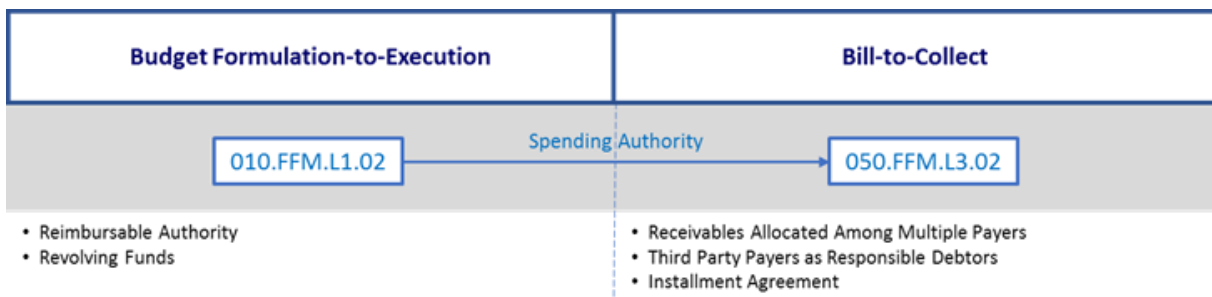 Budget Formulation-to-Execution
Bill-to-Collect
Spending Authority
010.FFM.L1.02
050.FFM.L3.02
• Reimbursable Authority
• Revolving Funds
• Receivables Allocated Among Multiple Payers
• Third Party Payers as Responsible Debtors
• Installment Agreement